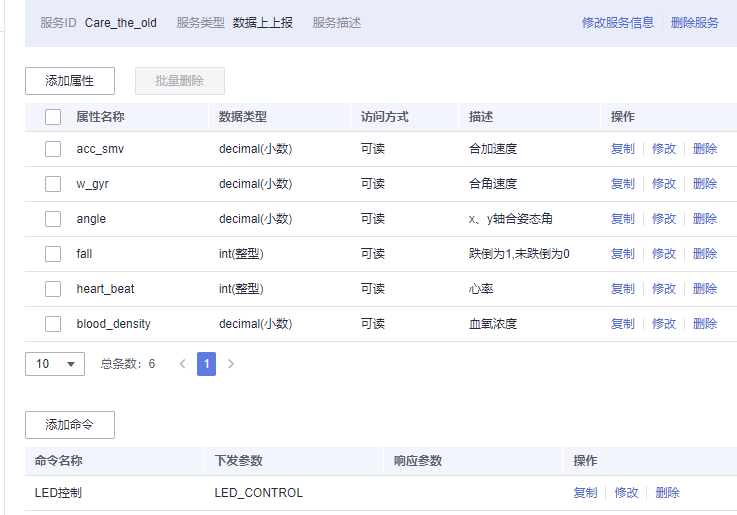 服务ID Care_the_old 服务类型 数据上上报 服务描述 修改服务信息 删除服务
添加属性 批量删除
属性名称 数据类型 访问方式 描述 操作
acc_smv decimal(小数) 可读 合加速度 复制 修改 删除
w_gyr decimal(小数) 可读 合角速度 复制 修改 删除
angle decimal(小数) 可读 x、y轴合姿态角 复制 修改 删除
fall int(整型) 可读 跌倒为1,未跌倒为0 复制 修改 删除
heart_beat int(整型) 可读 心率 复制 修改 删除
blood_density decimal(小数) 可读 血氧浓度 复制 修改 删除
10 总条数：6 < 1 >
添加命令
命令名称 下发参数 响应参数 操作
LED控制 LED_CONTROL 复制 修改 删除